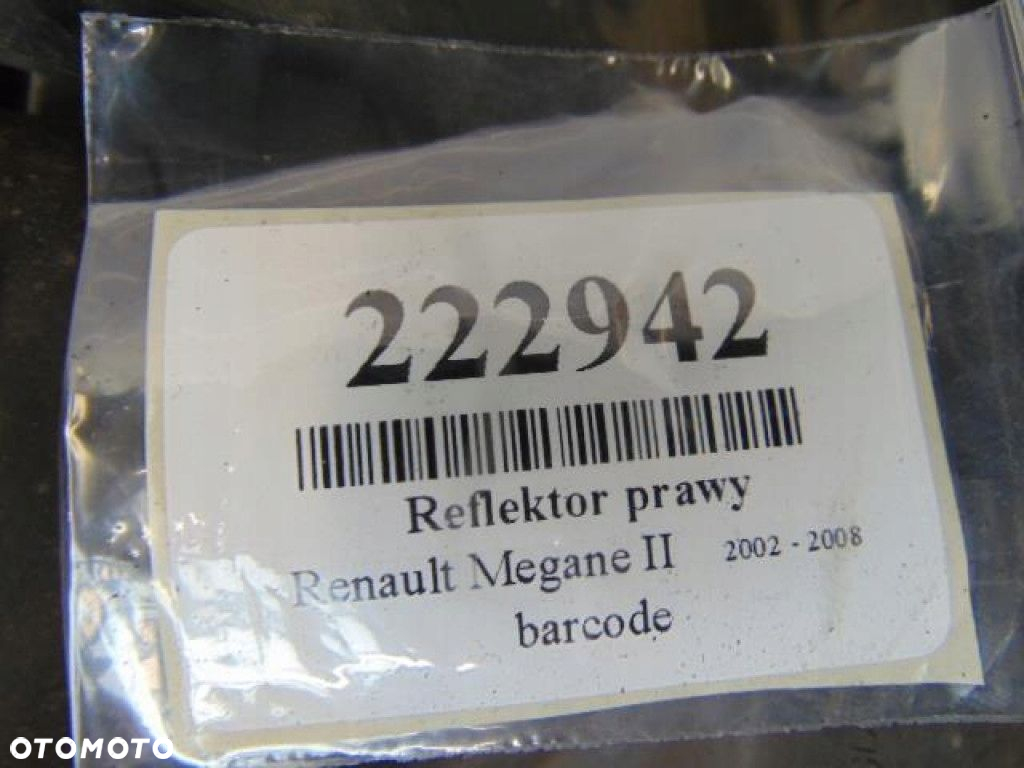 222942
Reflektor prawy
Renault Megane II 2002 - 2008
barcode
OTOMOTO